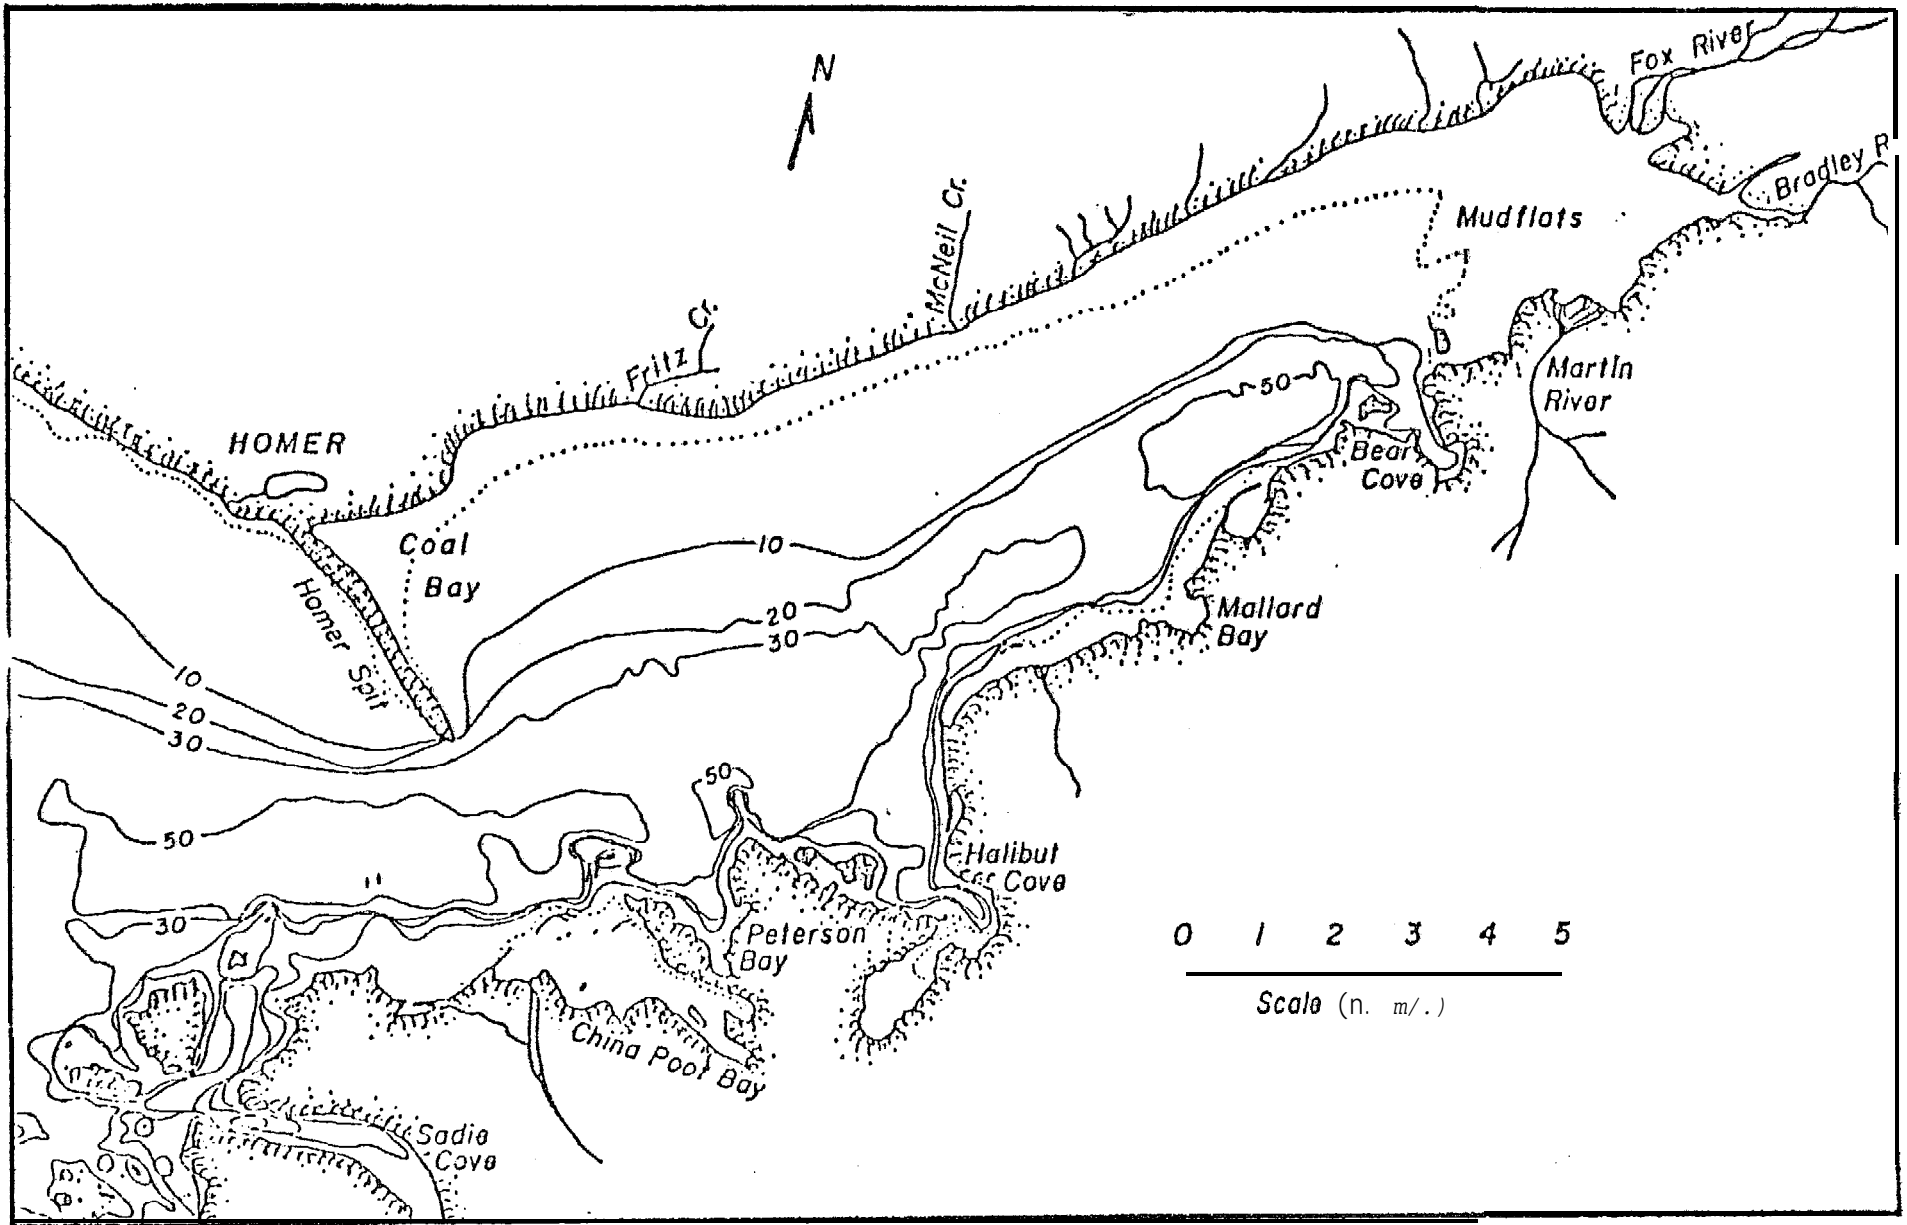 N
Fox River
Bradley R
Mudflats
McNeil Cr.
Fritz Cr.
Martin
River
50
HOMER
Bear
Cove
Coal
Bay
10
Homer Spit
20
30
Mallard
Bay
10
20
30
50
50
Halibut
Cove
30
Peterson
Bay
0 1 2 3 4 5
Scale (n. m/.)
China Poot Bay
Sadie
Cove